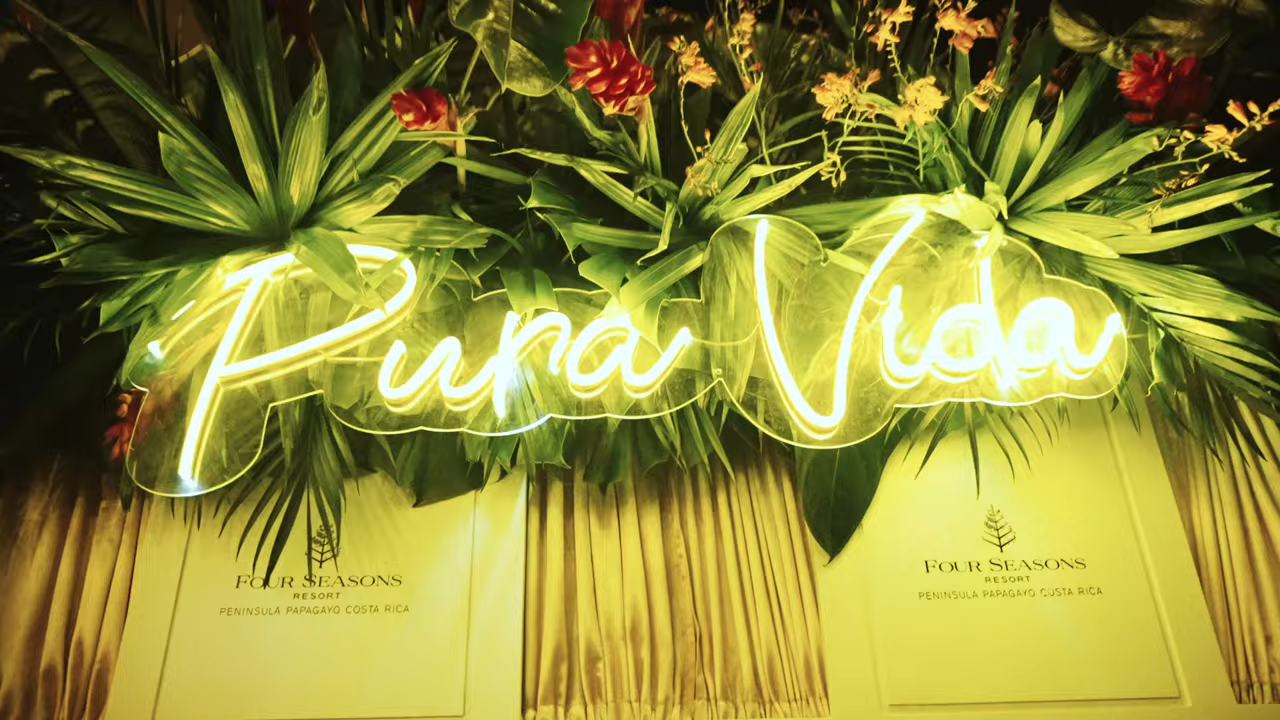 Pura Vida
FOUR SEASONS
RESORT
PENINSULA PAPAGAYO COSTA RICA
FOUR SEASONS
RESORT
PENINSULA PAPAGAYO COSTA RICA